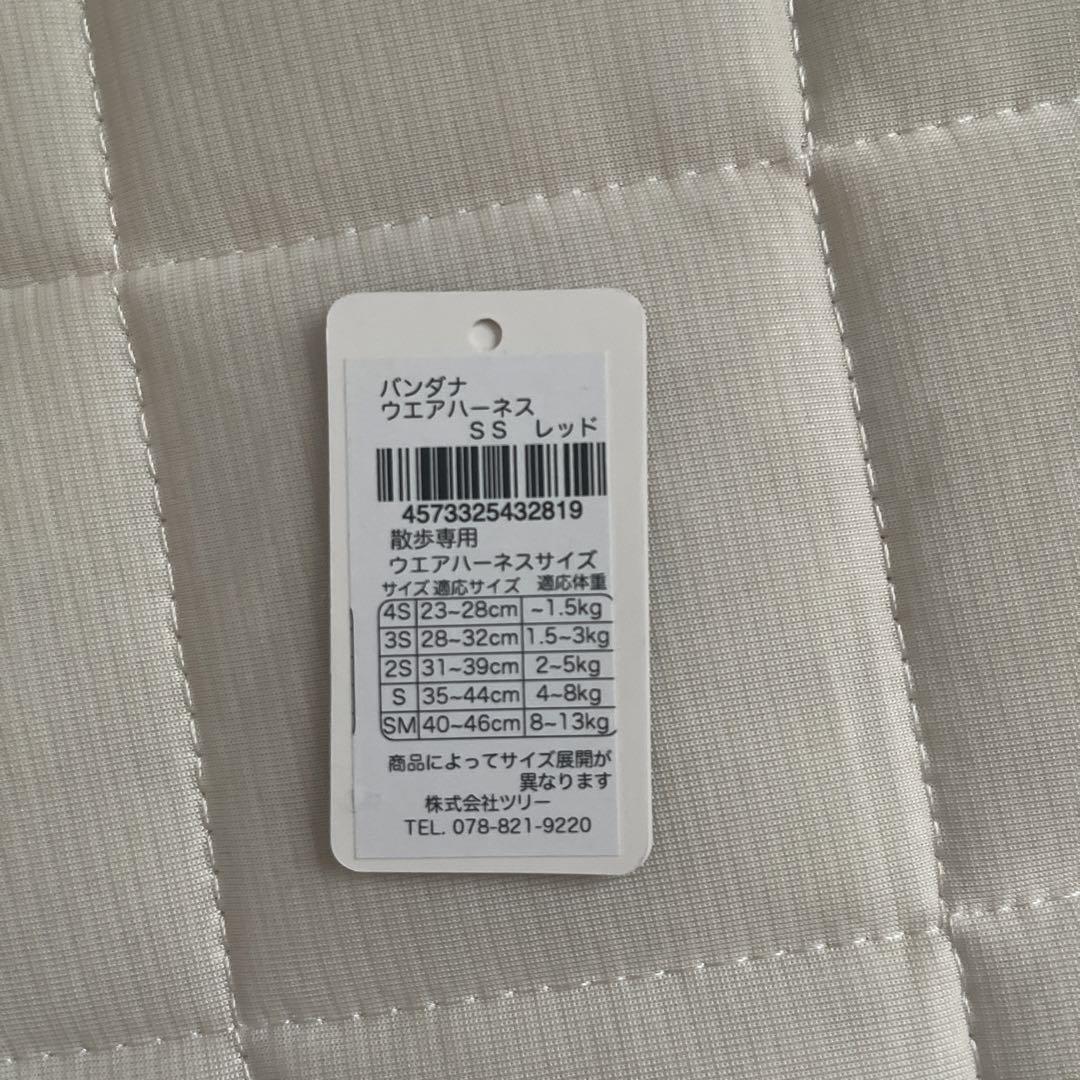 バンダナ
ウエアハーネス
ＳＳ　レッド
4573325432819
散歩専用
ウエアハーネスサイズ
サイズ 適応サイズ 適応体重
4S 23~28cm ~1.5kg
3S 28~32cm 1.5~3kg
2S 31~39cm 2~5kg
S 35~44cm 4~8kg
SM 40~46cm 8~13kg
商品によってサイズ展開が
異なります
株式会社ツリー
TEL. 078-821-9220